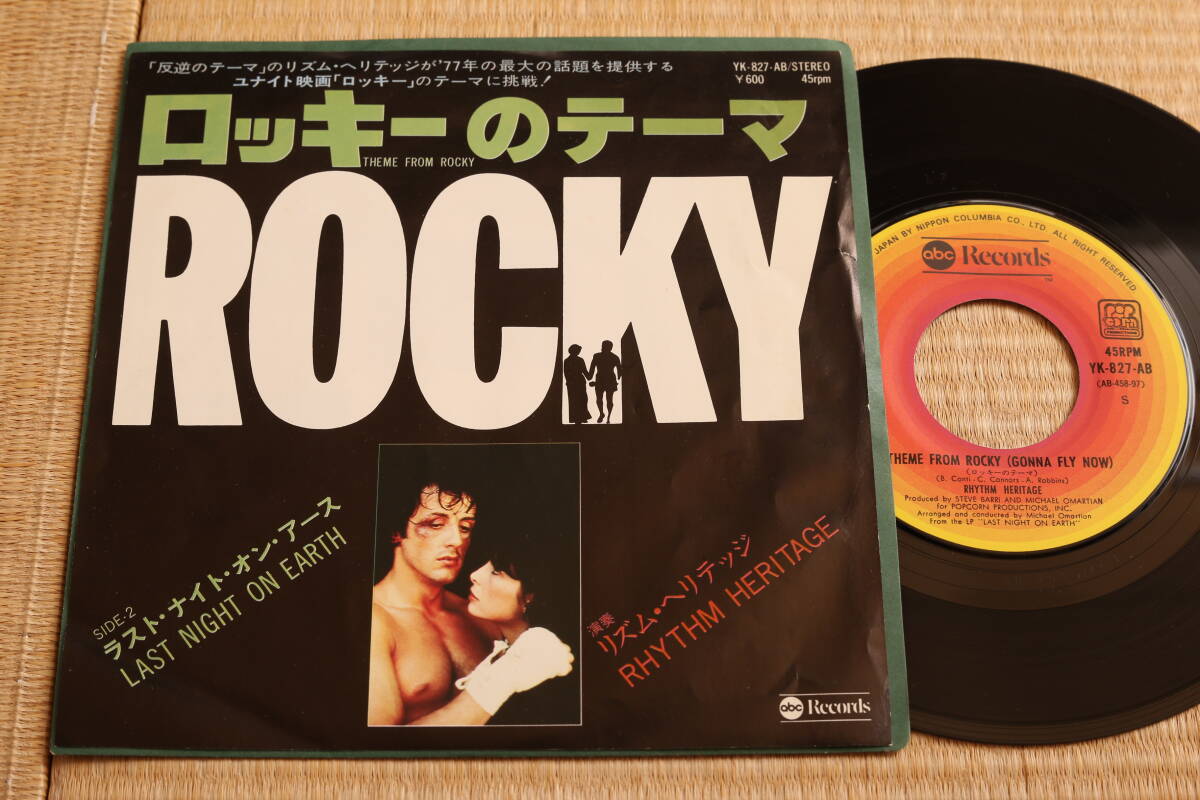 「反逆のテーマ」のリズム・ヘリテッジが'77年の最大の話題を提供する
ユナイト映画「ロッキー」のテーマに挑戦!
YK-827-AB/STEREO
¥600 45rpm
ロッキーのテーマ
THEME FROM ROCKY
ROCKY
SIDE-2
ラスト・ナイト・オン・アース
LAST NIGHT ON EARTH
演奏
リズム・ヘリテッジ
RHYTHM HERITAGE
abc Records
JAPAN BY NIPPON COLUMBIA CO., LTD. ALL RIGHT RESERVED
abc Records
TM
POP CORN
PRODUCTIONS
45RPM
YK-827-AB
(AB-458-97)
S
THEME FROM ROCKY (GONNA FLY NOW)
(ロッキーのテーマ)
(B. Conti - C. Connors - A. Robbins)
RHYTHM HERITAGE
Produced by STEVE BARRI AND MICHAEL OMARTIAN
for POPCORN PRODUCTIONS, INC.
Arranged and conducted by Michael Omartian
From the LP "LAST NIGHT ON EARTH"